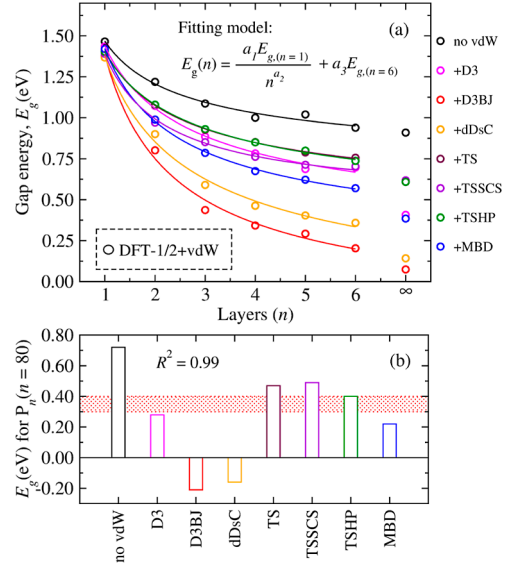 Fitting model:
(a)
E_g(n) = a_1E_g,(n = 1) / n^a_2 + a_3E_g,(n = 6)
Gap energy, E_g(eV)
1.50
1.25
1.00
0.75
0.50
0.25
0.00
DFT-1/2+vdW
1 2 3 4 5 6 ∞
Layers (n)
no vdW
+D3
+D3BJ
+dDsC
+TS
+TSSCS
+TSHP
+MBD
(b)
R^2 = 0.99
E_g(eV) for P_n(n = 80)
0.80
0.60
0.40
0.20
0.00
-0.20
no vdW
D3
D3BJ
dDsC
TS
TSSCS
TSHP
MBD